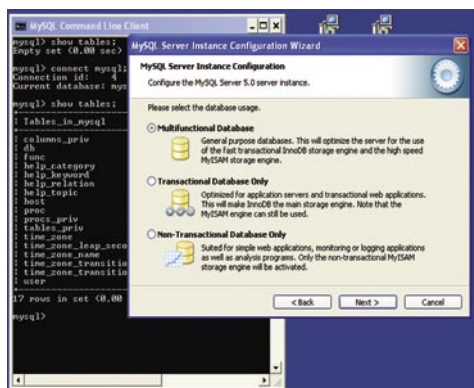 MySQL Command Line Client
mysql> show tables;
Empty set (0.00 sec)
mysql> connect mysql;
Connection id: 4
Current database: mys
mysql> show tables;
Tables_in_mysql
columns_priv
db
func
help_category
help_keyword
help_relation
help_topic
host
proc
procs_priv
tables_priv
time_zone
time_zone_leap_seco
time_zone_name
time_zone_transitio
time_zone_transitio
user
17 rows in set (0.00
mysql>
MySQL Server Instance Configuration Wizard
MySQL Server Instance Configuration
Configure the MySQL Server 5.0 server instance.
Please select the database usage.
Multifunctional Database
General purpose databases. This will optimize the server for the use
of the fast transactional InnoDB storage engine and the high speed
MyISAM storage engine.
Transactional Database Only
Optimized for application servers and transactional web applications.
This will make InnoDB the main storage engine. Note that the
MyISAM engine can still be used.
Non-Transactional Database Only
Suited for simple web applications, monitoring or logging applications
as well as analysis programs. Only the non-transactional MyISAM
storage engine will be activated.
< Back
Next >
Cancel